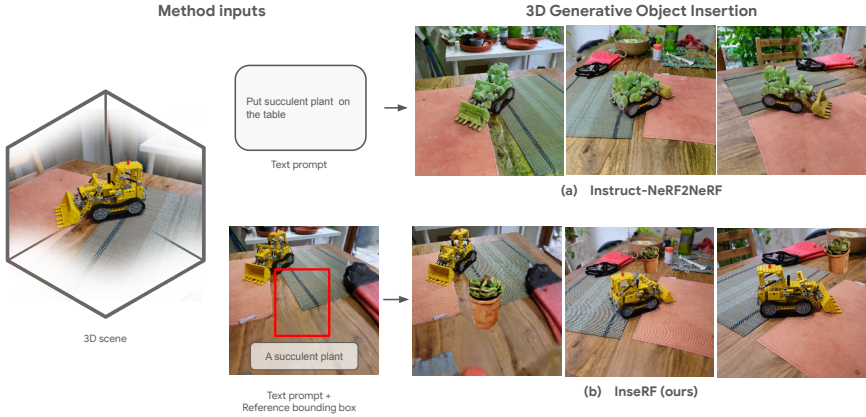 Method inputs
3D Generative Object Insertion
Put succulent plant on
the table
Text prompt
(a) Instruct-NeRF2NeRF
3D scene
A succulent plant
Text prompt +
Reference bounding box
(b) InseRF (ours)